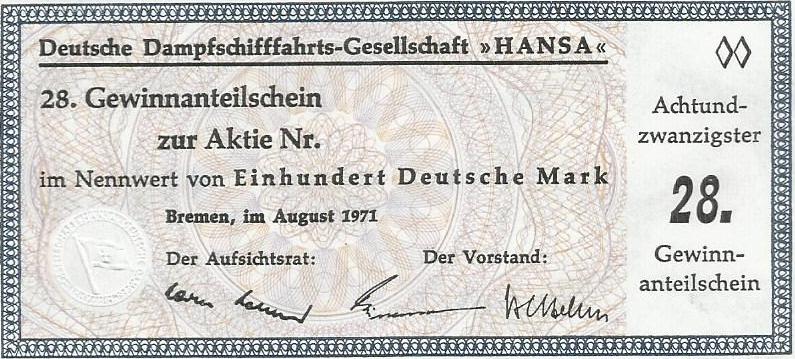 Deutsche Dampfschifffahrts-Gesellschaft »HANSA«
28. Gewinnanteilschein
zur Aktie Nr.
im Nennwert von Einhundert Deutsche Mark
Bremen, im August 1971
Der Aufsichtsrat: Der Vorstand:
Achtund-
zwanzigster
28.
Gewinn-
anteilschein